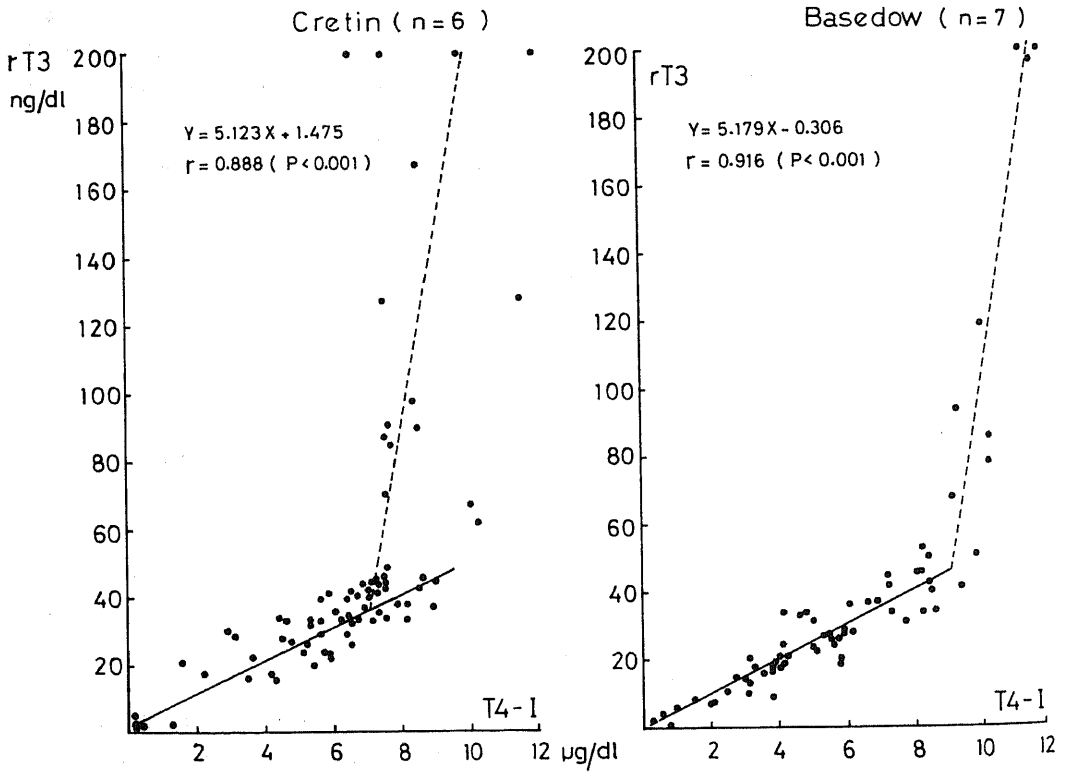 Cretin ( n=6 )
rT3
ng/dl
200
180
160
140
120
100
80
60
40
20
Y= 5.123X + 1.475
r = 0.888 ( P< 0.001 )
T4-I
2
4
6
8
10
12
µg/dl
Basedow ( n=7 )
rT3
200
180
160
140
120
100
80
60
40
20
Y= 5.179X - 0.306
r = 0.916 ( P< 0.001 )
T4-I
2
4
6
8
10
12